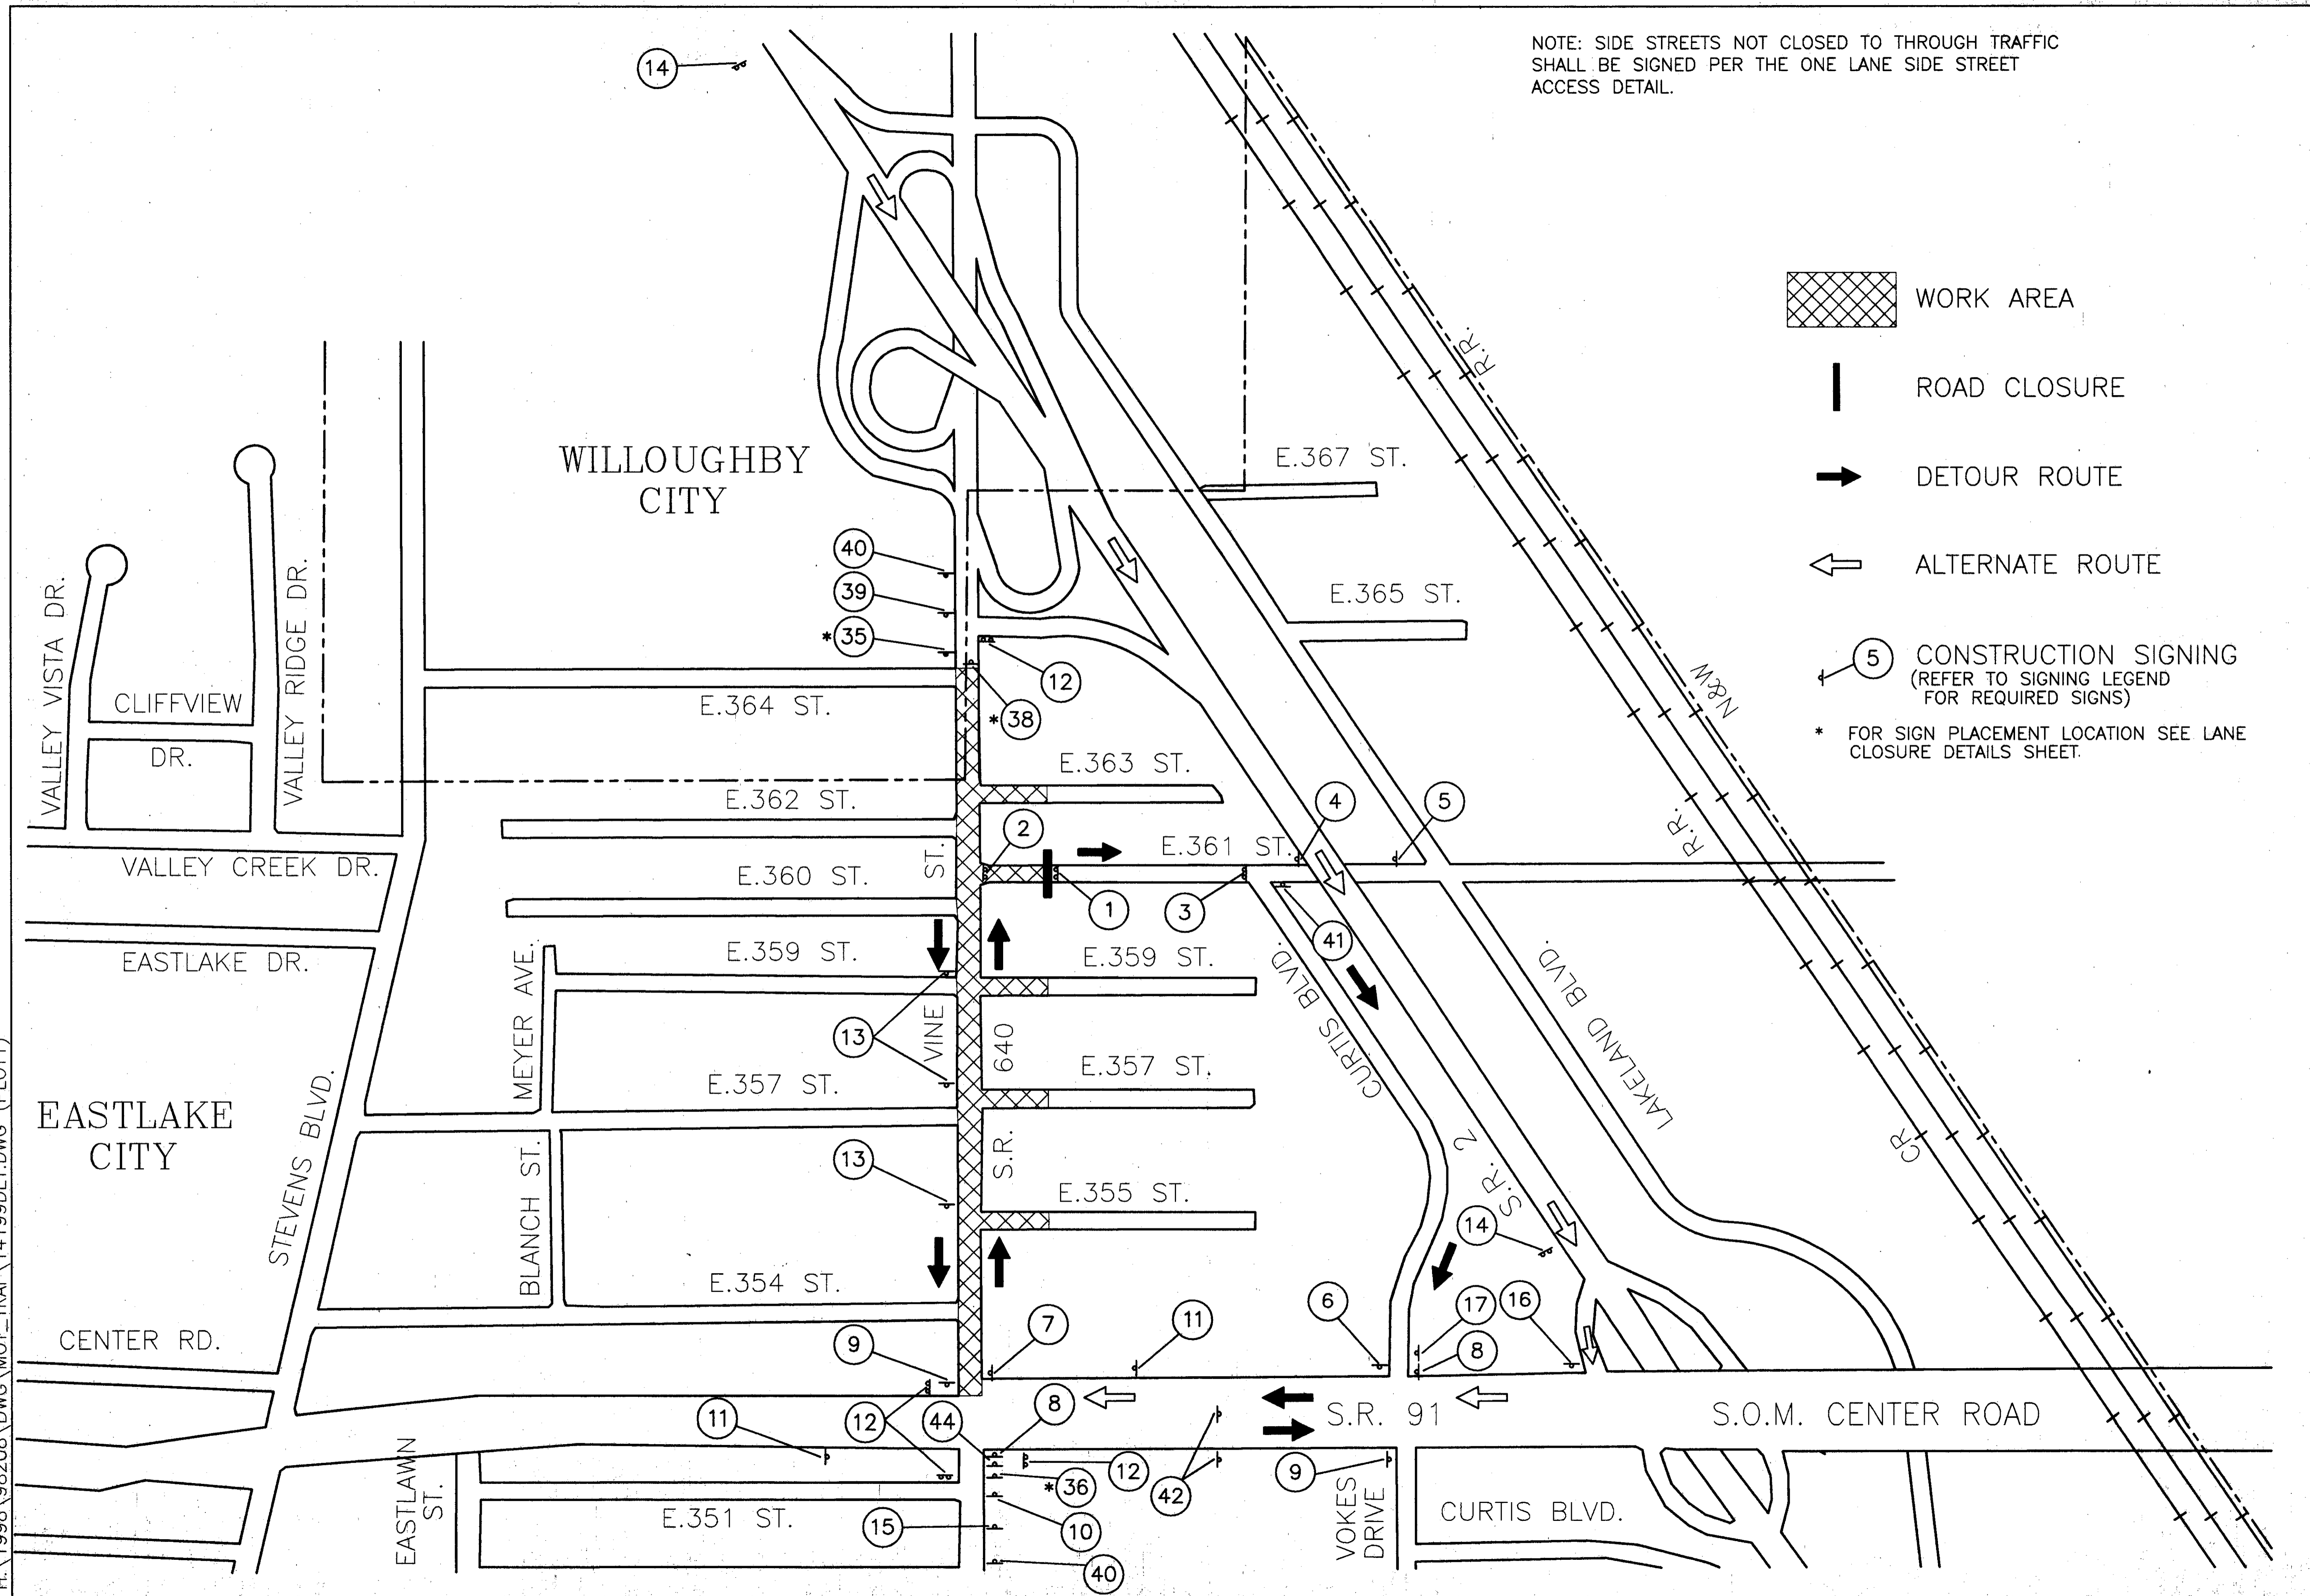 NOTE: SIDE STREETS NOT CLOSED TO THROUGH TRAFFIC
SHALL BE SIGNED PER THE ONE LANE SIDE STREET
ACCESS DETAIL.
14
WORK AREA
ROAD CLOSURE
DETOUR ROUTE
ALTERNATE ROUTE
5
CONSTRUCTION SIGNING
(REFER TO SIGNING LEGEND
FOR REQUIRED SIGNS)
* FOR SIGN PLACEMENT LOCATION SEE LANE
CLOSURE DETAILS SHEET.
R.R.
N&W
R.R.
CR
WILLOUGHBY
CITY
E.367 ST.
E.365 ST.
40
39
*35
12
*38
VALLEY VISTA DR.
CLIFFVIEW
DR.
VALLEY RIDGE DR.
E.364 ST.
E.363 ST.
E.362 ST.
2
4
5
E.361 ST.
VALLEY CREEK DR.
E.360 ST.
ST.
1
3
41
EASTLAKE DR.
MEYER AVE.
E.359 ST.
E.359 ST.
CURTIS BLVD.
LAKELAND BLVD.
13
VINE
640
E.357 ST.
E.357 ST.
EASTLAKE
CITY
STEVENS BLVD.
BLANCH ST.
13
S.R.
E.355 ST.
S.R. 2
14
E.354 ST.
6
17
16
7
11
8
CENTER RD.
9
11
12
44
8
S.R. 91
S.O.M. CENTER ROAD
EASTLAWN
ST.
E.351 ST.
*36
12
42
9
15
10
40
VOKES
DRIVE
CURTIS BLVD.